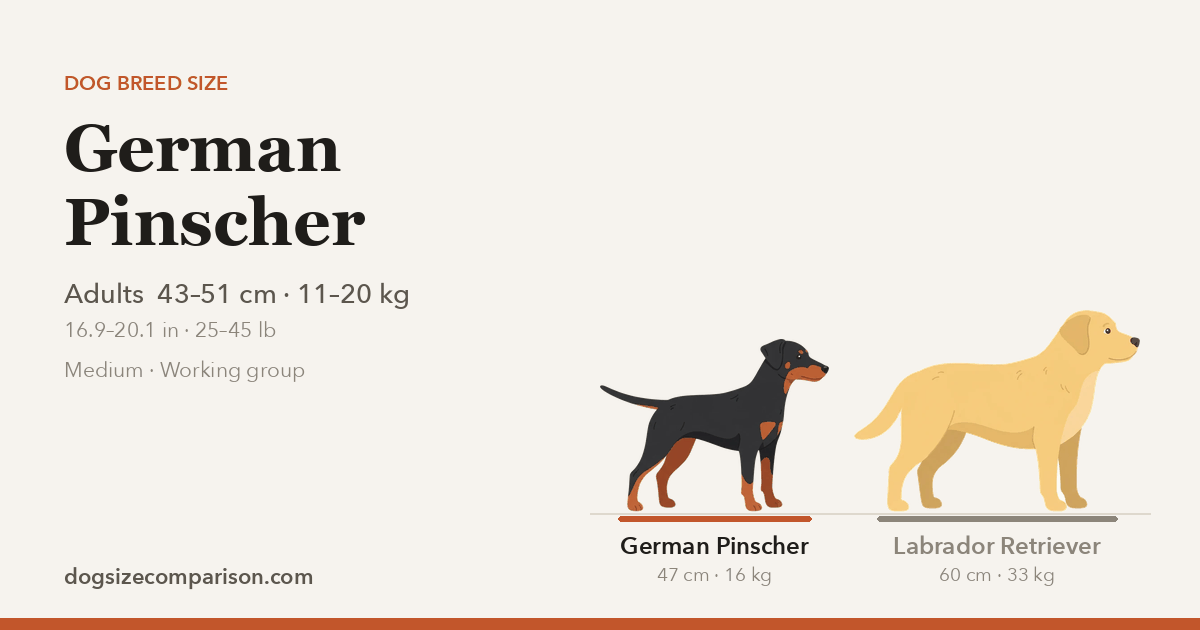 DOG BREED SIZE
German
Pinscher
Adults 43–51 cm · 11–20 kg
16.9–20.1 in · 25–45 lb
Medium · Working group
German Pinscher
47 cm · 16 kg
Labrador Retriever
60 cm · 33 kg
dogsizecomparison.com